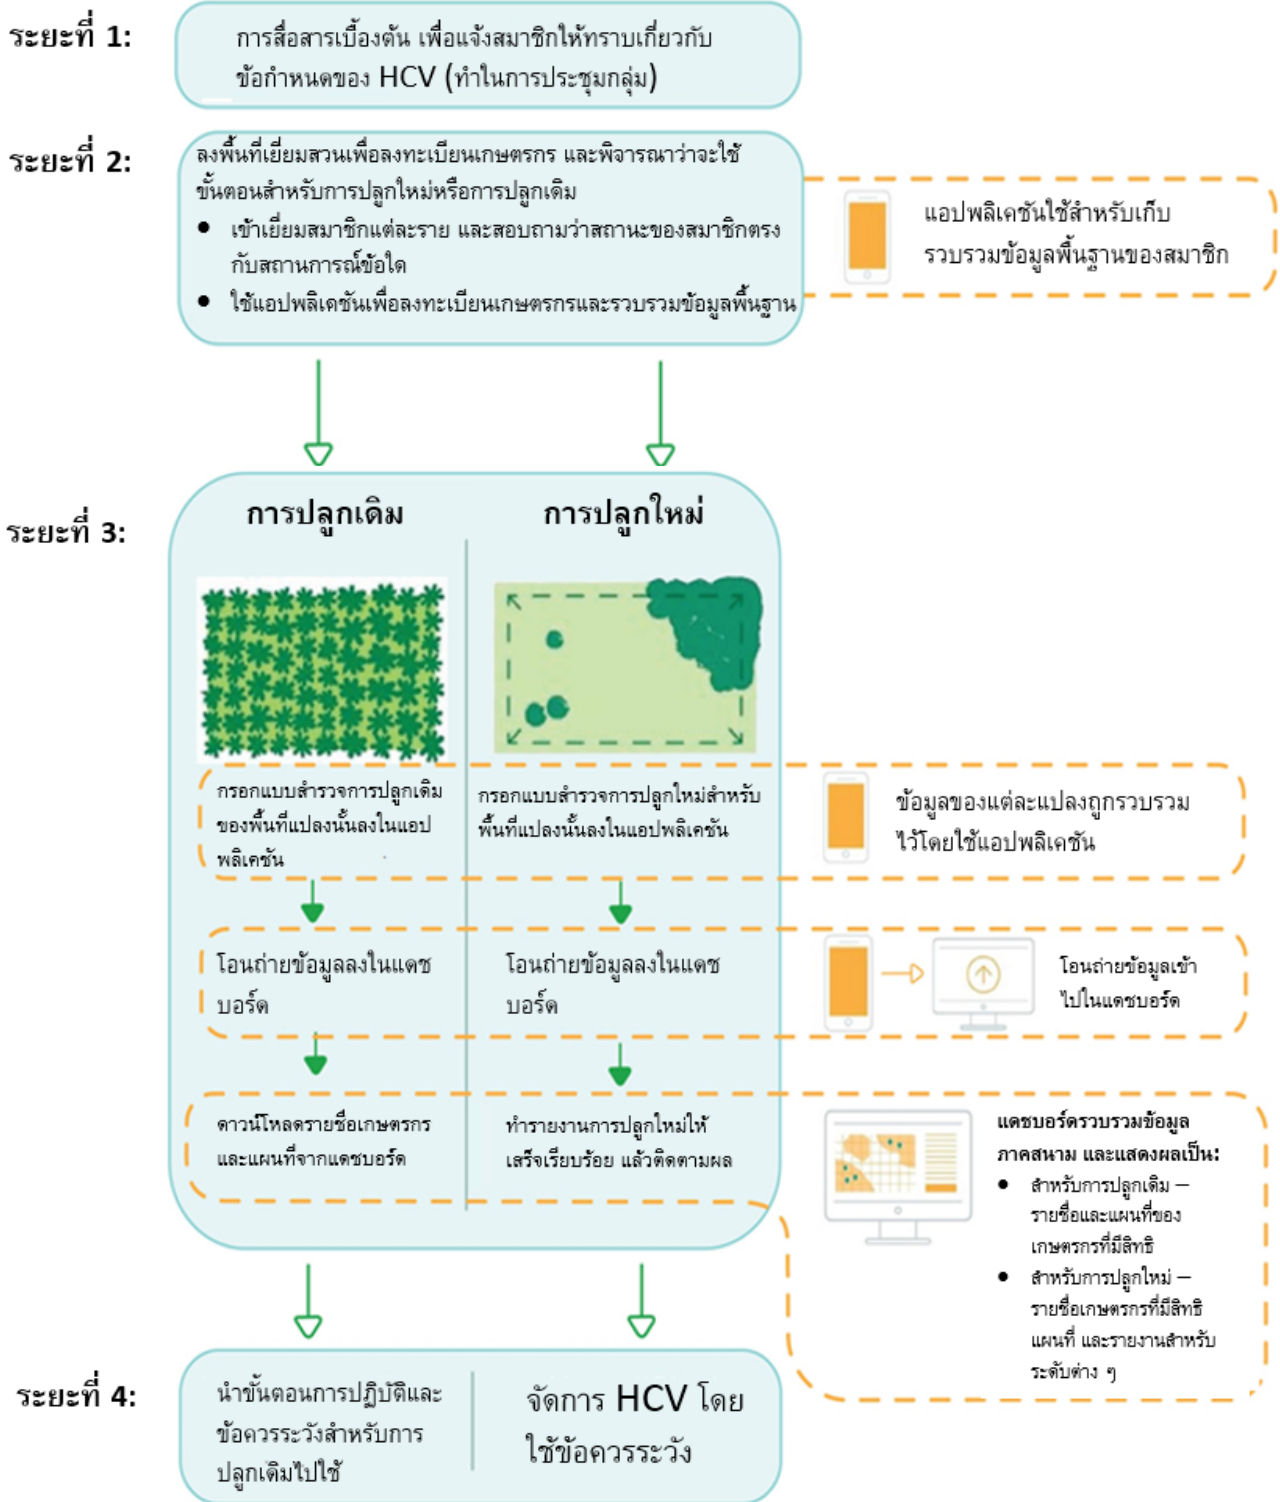 ระยะที่ 1:
การสื่อสารเบื้องต้น เพื่อแจ้งสมาชิกให้ทราบเกี่ยวกับ
ข้อกำหนดของ HCV (ทำในการประชุมกลุ่ม)
ระยะที่ 2:
ลงพื้นที่เยี่ยมสวนเพื่อลงทะเบียนเกษตรกร และพิจารณาว่าจะใช้
ขั้นตอนสำหรับการปลูกใหม่หรือการปลูกเดิม
● เข้าเยี่ยมสมาชิกแต่ละราย และสอบถามว่าสถานะของสมาชิกตรง
กับสถานการณ์ข้อใด
● ใช้แอปพลิเคชันเพื่อลงทะเบียนเกษตรกรและรวบรวมข้อมูลพื้นฐาน
แอปพลิเคชันใช้สำหรับเก็บ
รวบรวมข้อมูลพื้นฐานของสมาชิก
ระยะที่ 3:
การปลูกเดิม
การปลูกใหม่
กรอกแบบสำรวจการปลูกเดิม
ของพื้นที่แปลงนั้นลงในแอป
พลิเคชัน
กรอกแบบสำรวจการปลูกใหม่สำหรับ
พื้นที่แปลงนั้นลงในแอปพลิเคชัน
ข้อมูลของแต่ละแปลงถูกรวบรวม
ไว้โดยใช้แอปพลิเคชัน
โอนถ่ายข้อมูลลงในแดช
บอร์ด
โอนถ่ายข้อมูลลงในแดช
บอร์ด
โอนถ่ายข้อมูลเข้า
ไปในแดชบอร์ด
ดาวน์โหลดรายชื่อเกษตรกร
และแผนที่จากแดชบอร์ด
ทำรายงานการปลูกใหม่ให้
เสร็จเรียบร้อย แล้วติดตามผล
แดชบอร์ดรวบรวมข้อมูล
ภาคสนาม และแสดงผลเป็น:
● สำหรับการปลูกเดิม –
รายชื่อและแผนที่ของ
เกษตรกรที่มีสิทธิ
● สำหรับการปลูกใหม่ –
รายชื่อเกษตรกรที่มีสิทธิ
แผนที่ และรายงานสำหรับ
ระดับต่าง ๆ
ระยะที่ 4:
นำขั้นตอนการปฏิบัติและ
ข้อควรระวังสำหรับการ
ปลูกเดิมไปใช้
จัดการ HCV โดย
ใช้ข้อควรระวัง